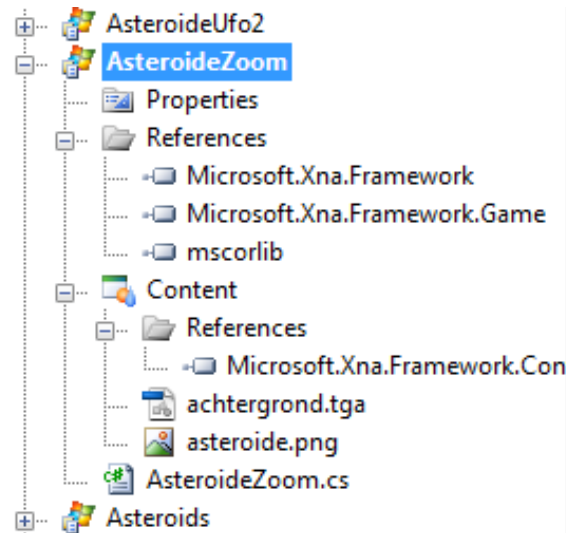 AsteroideUfo2
AsteroideZoom
Properties
References
Microsoft.Xna.Framework
Microsoft.Xna.Framework.Game
mscorlib
Content
References
Microsoft.Xna.Framework.Con
achtergrond.tga
asteroide.png
AsteroideZoom.cs
Asteroids